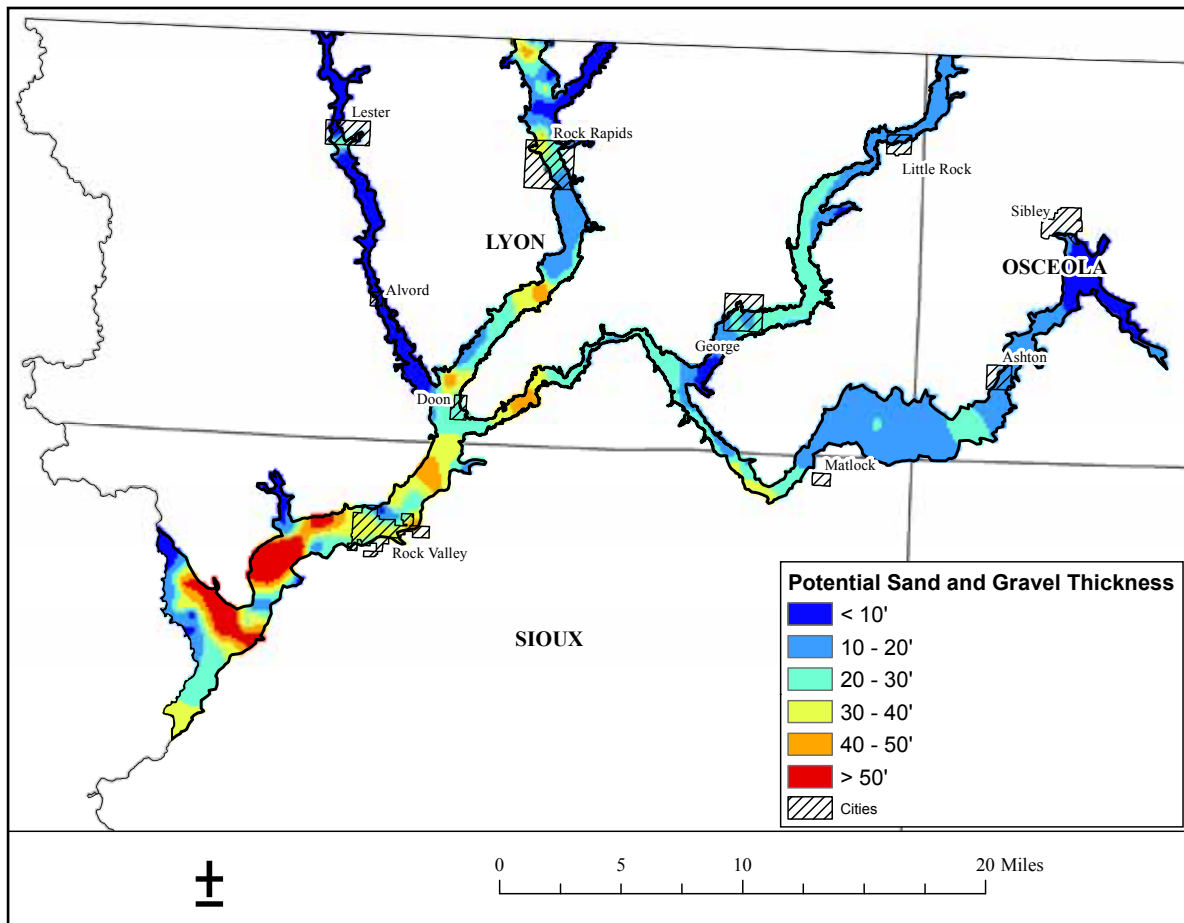 Lester
Rock Rapids
Little Rock
Sibley
LYON
OSCEOLA
Alvord
George
Ashton
Doon
Matlock
Rock Valley
SIOUX
Potential Sand and Gravel Thickness
< 10'
10 - 20'
20 - 30'
30 - 40'
40 - 50'
> 50'
Cities
0 5 10 20 Miles